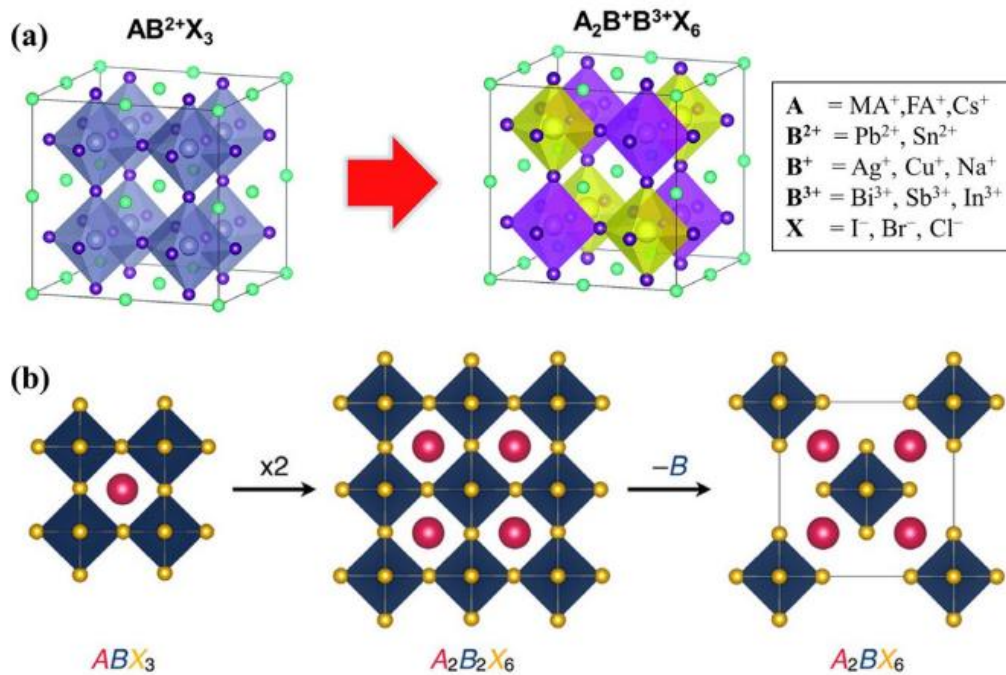 (a)
AB²⁺X₃
A₂B⁺B³⁺X₆
A = MA⁺,FA⁺,Cs⁺
B²⁺ = Pb²⁺, Sn²⁺
B⁺ = Ag⁺, Cu⁺, Na⁺
B³⁺ = Bi³⁺, Sb³⁺, In³⁺
X = I⁻, Br⁻, Cl⁻
(b)
x2
–B
ABX₃
A₂B₂X₆
A₂BX₆